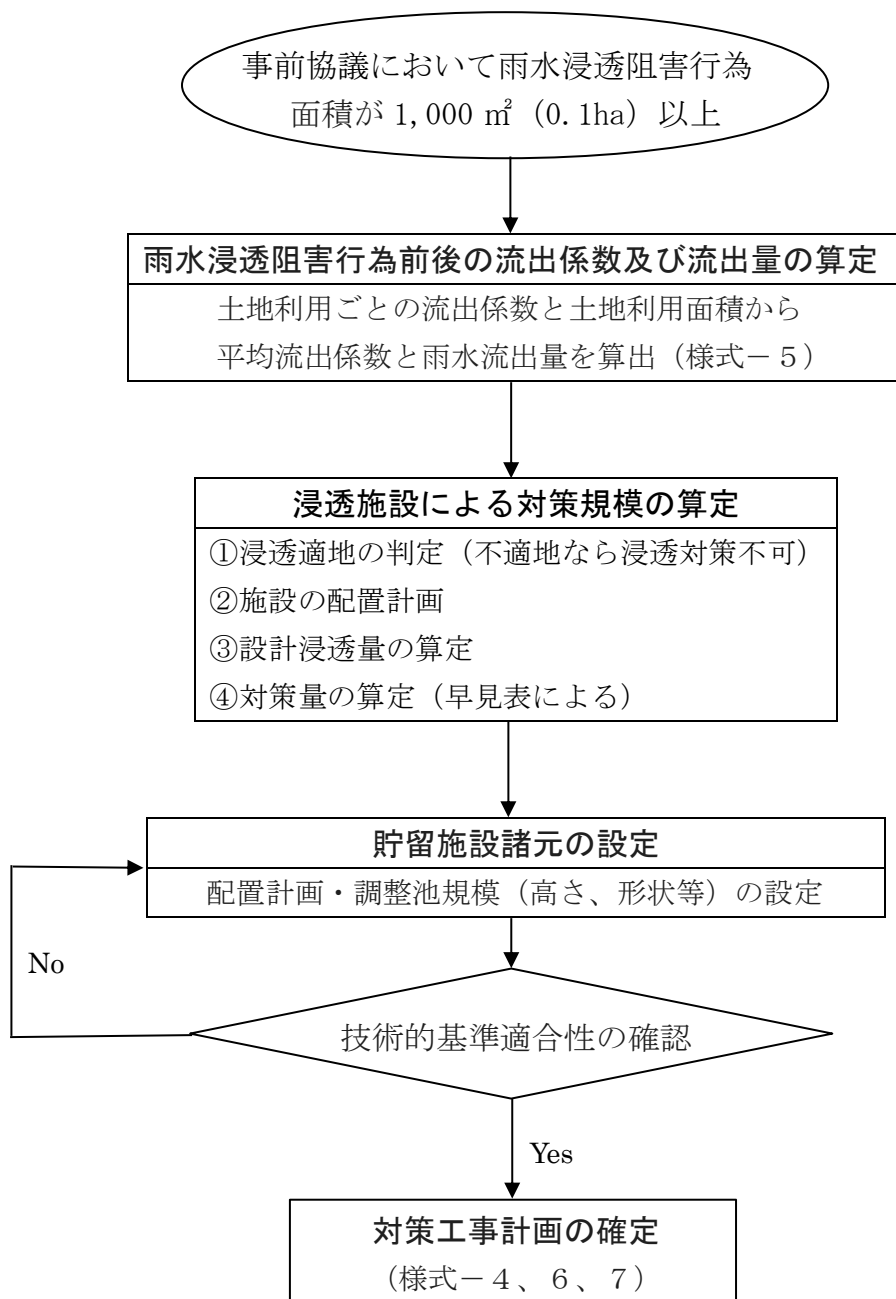 事前協議において雨水浸透阻害行為
面積が 1,000 ㎡（0.1ha）以上
雨水浸透阻害行為前後の流出係数及び流出量の算定
土地利用ごとの流出係数と土地利用面積から
平均流出係数と雨水流出量を算出（様式－５）
浸透施設による対策規模の算定
①浸透適地の判定（不適地なら浸透対策不可）
②施設の配置計画
③設計浸透量の算定
④対策量の算定（早見表による）
貯留施設諸元の設定
配置計画・調整池規模（高さ、形状等）の設定
No
技術的基準適合性の確認
Yes
対策工事計画の確定
（様式－４、６、７）